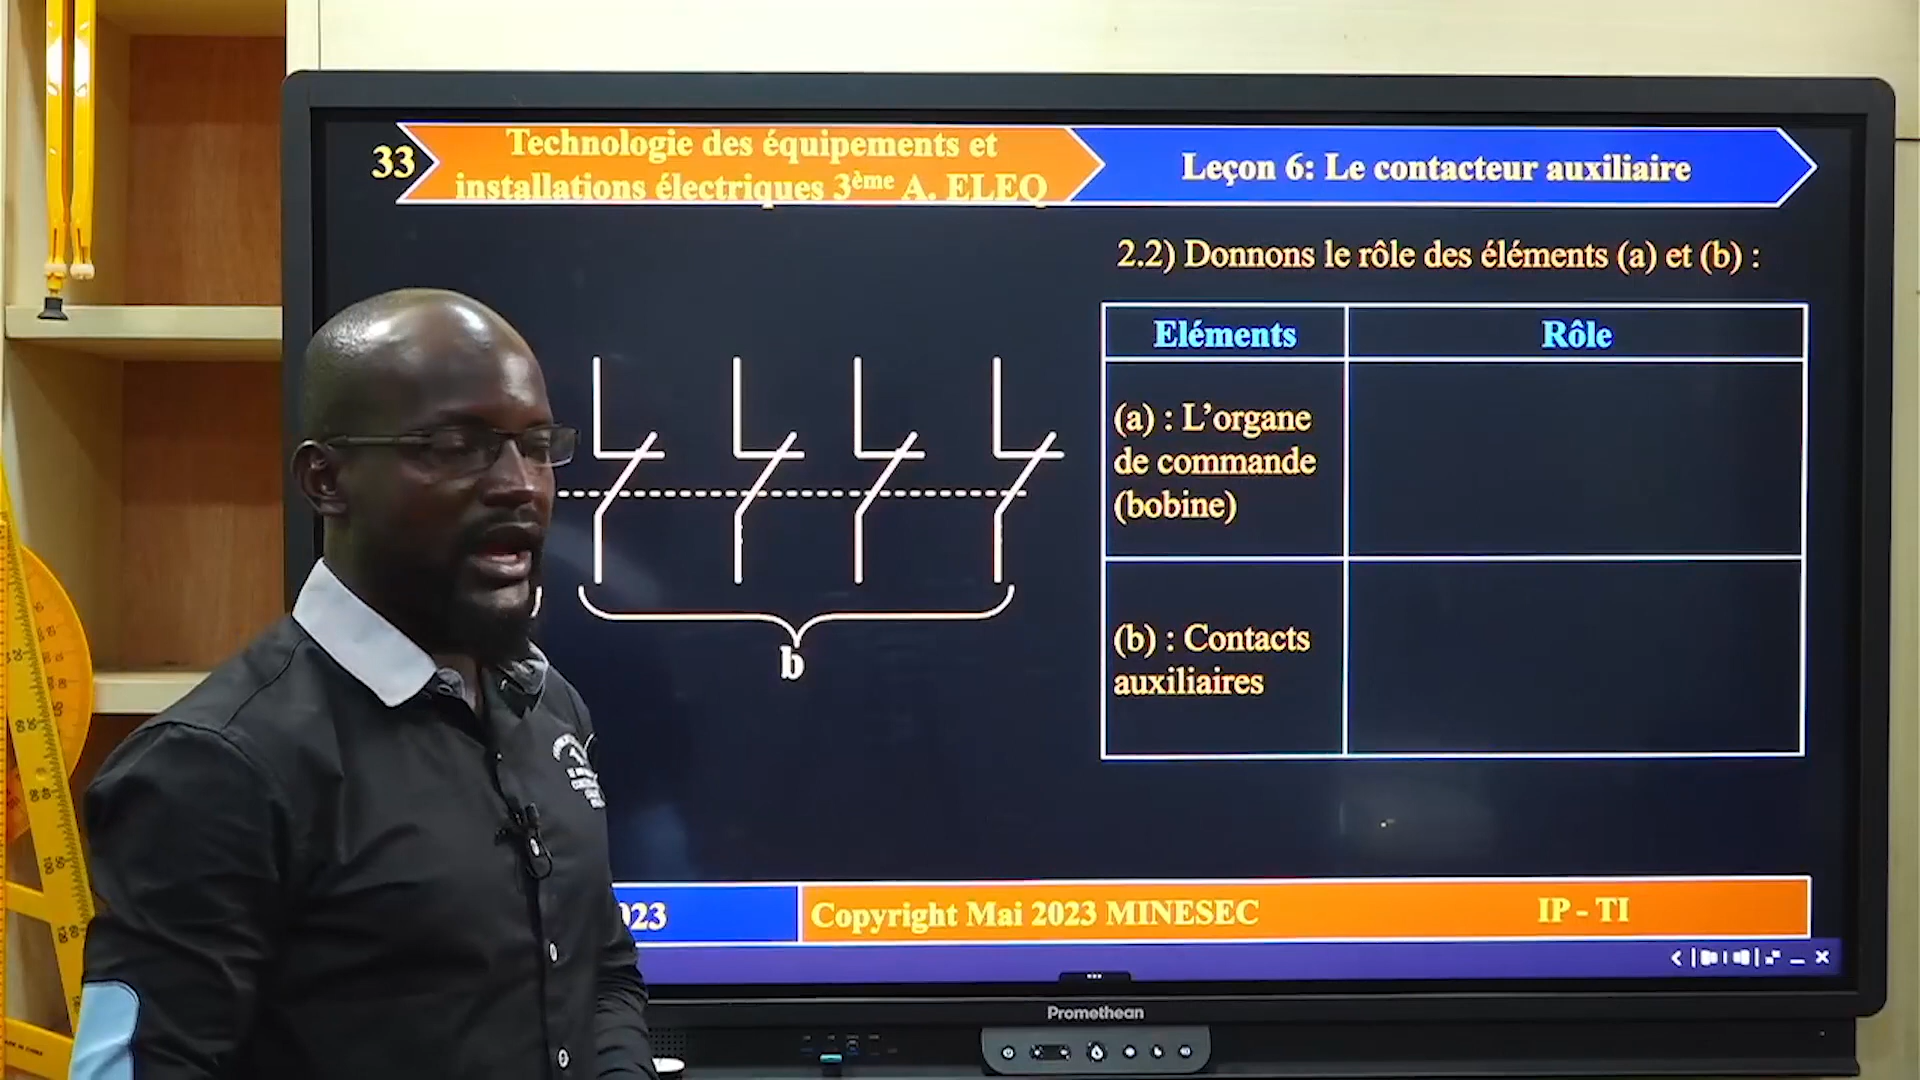 33
Technologie des équipements et
installations électriques 3ème A. ELEQ
Leçon 6: Le contacteur auxiliaire
2.2) Donnons le rôle des éléments (a) et (b) :
Eléments
Rôle
(a) : L’organe
de commande
(bobine)
(b) : Contacts
auxiliaires
b
023
Copyright Mai 2023 MINESEC
IP - TI
Promethean